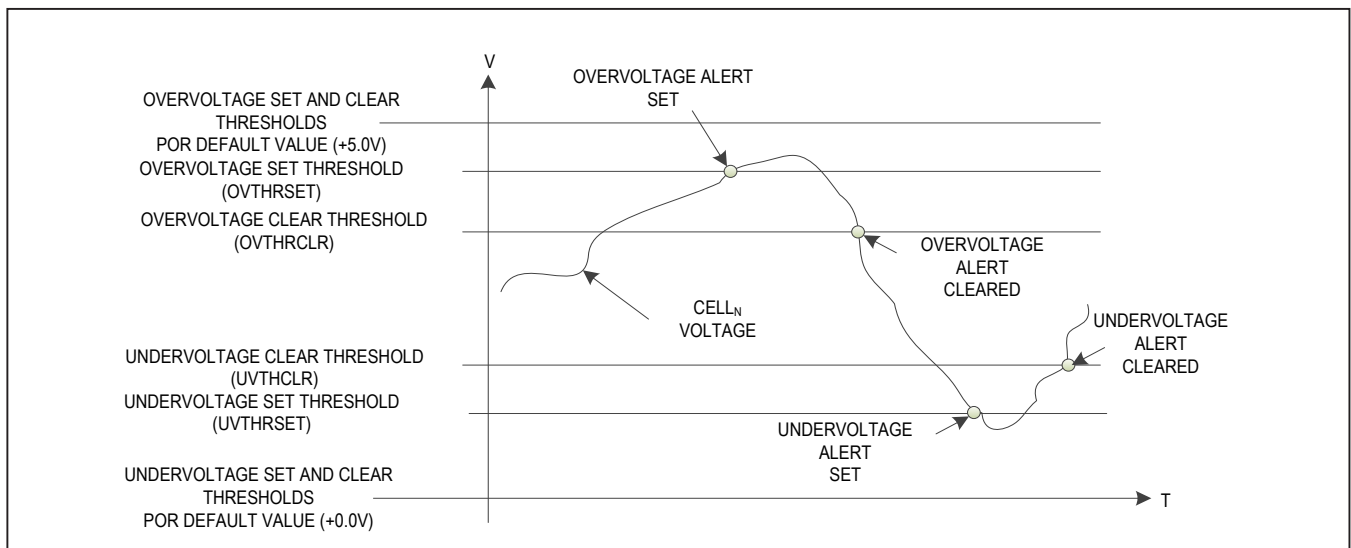 V
OVERVOLTAGE ALERT
SET
OVERVOLTAGE SET AND CLEAR
THRESHOLDS
POR DEFAULT VALUE (+5.0V)
OVERVOLTAGE SET THRESHOLD
(OVTHRSET)
OVERVOLTAGE CLEAR THRESHOLD
(OVTHRCLR)
OVERVOLTAGE
ALERT
CLEARED
CELLN
VOLTAGE
UNDERVOLTAGE
ALERT
CLEARED
UNDERVOLTAGE CLEAR THRESHOLD
(UVTHCLR)
UNDERVOLTAGE SET THRESHOLD
(UVTHRSET)
UNDERVOLTAGE
ALERT
SET
UNDERVOLTAGE SET AND CLEAR
THRESHOLDS
POR DEFAULT VALUE (+0.0V)
T